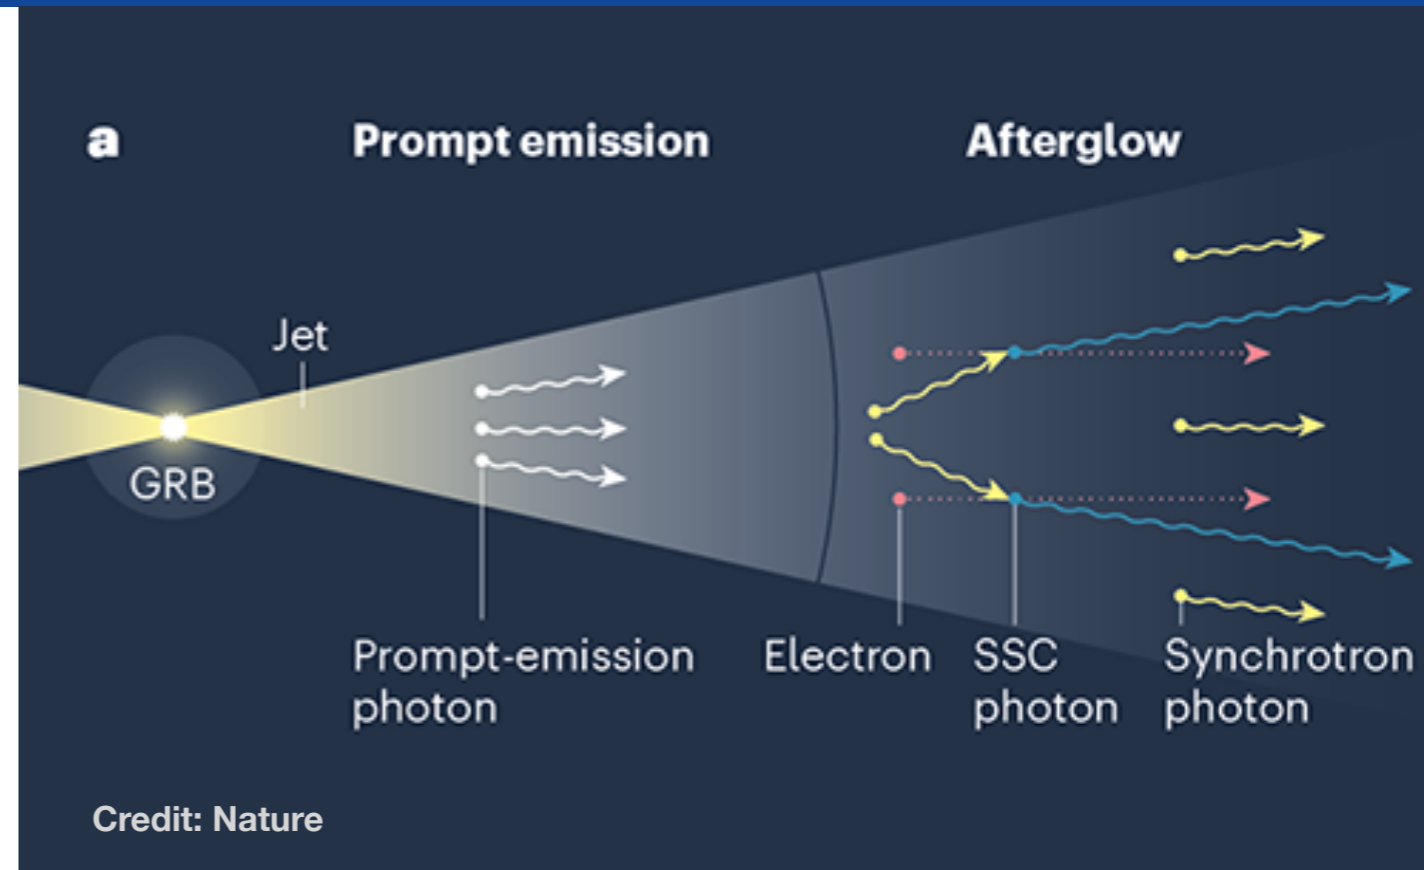 a
Prompt emission
Afterglow
Jet
GRB
Prompt-emission
photon
Electron
SSC
photon
Synchrotron
photon
Credit: Nature